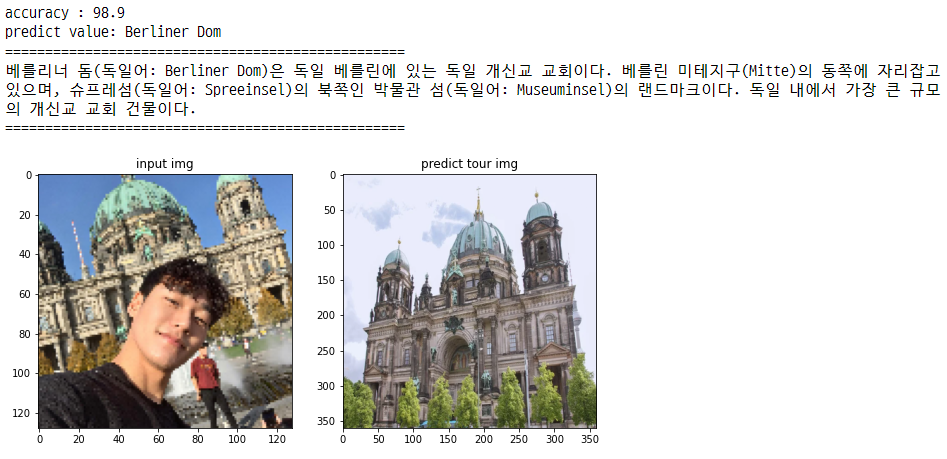 accuracy : 98.9
predict value: Berliner Dom
==================================================
베를리너 돔(독일어: Berliner Dom)은 독일 베를린에 있는 독일 개신교 교회이다. 베를린 미테지구(Mitte)의 동쪽에 자리잡고
있으며, 슈프레섬(독일어: Spreeinsel)의 북쪽인 박물관 섬(독일어: Museuminsel)의 랜드마크이다. 독일 내에서 가장 큰 규모
의 개신교 교회 건물이다.
==================================================
input img
0
20
40
60
80
100
120
0 20 40 60 80 100 120
predict tour img
0
50
100
150
200
250
300
350
0 50 100 150 200 250 300 350